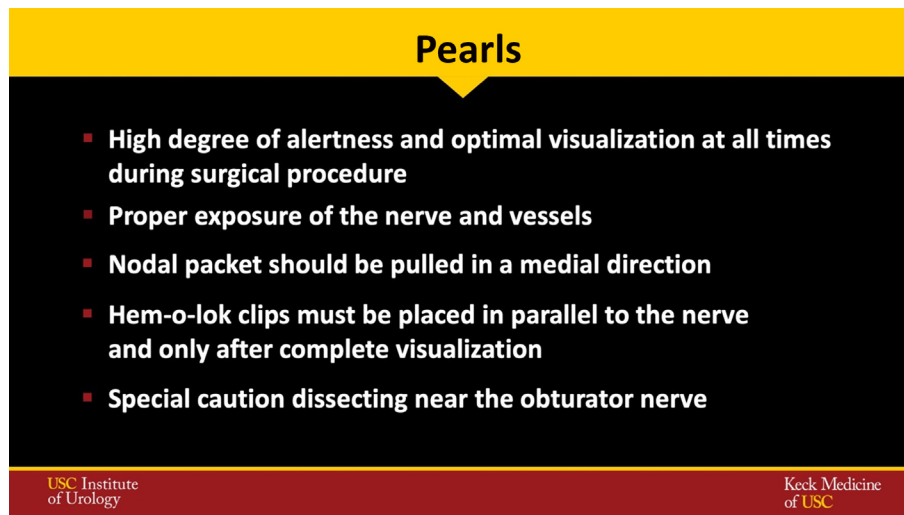 Pearls
High degree of alertness and optimal visualization at all times
during surgical procedure
Proper exposure of the nerve and vessels
Nodal packet should be pulled in a medial direction
Hem-o-lok clips must be placed in parallel to the nerve
and only after complete visualization
Special caution dissecting near the obturator nerve
USC Institute
of Urology
Keck Medicine
of USC